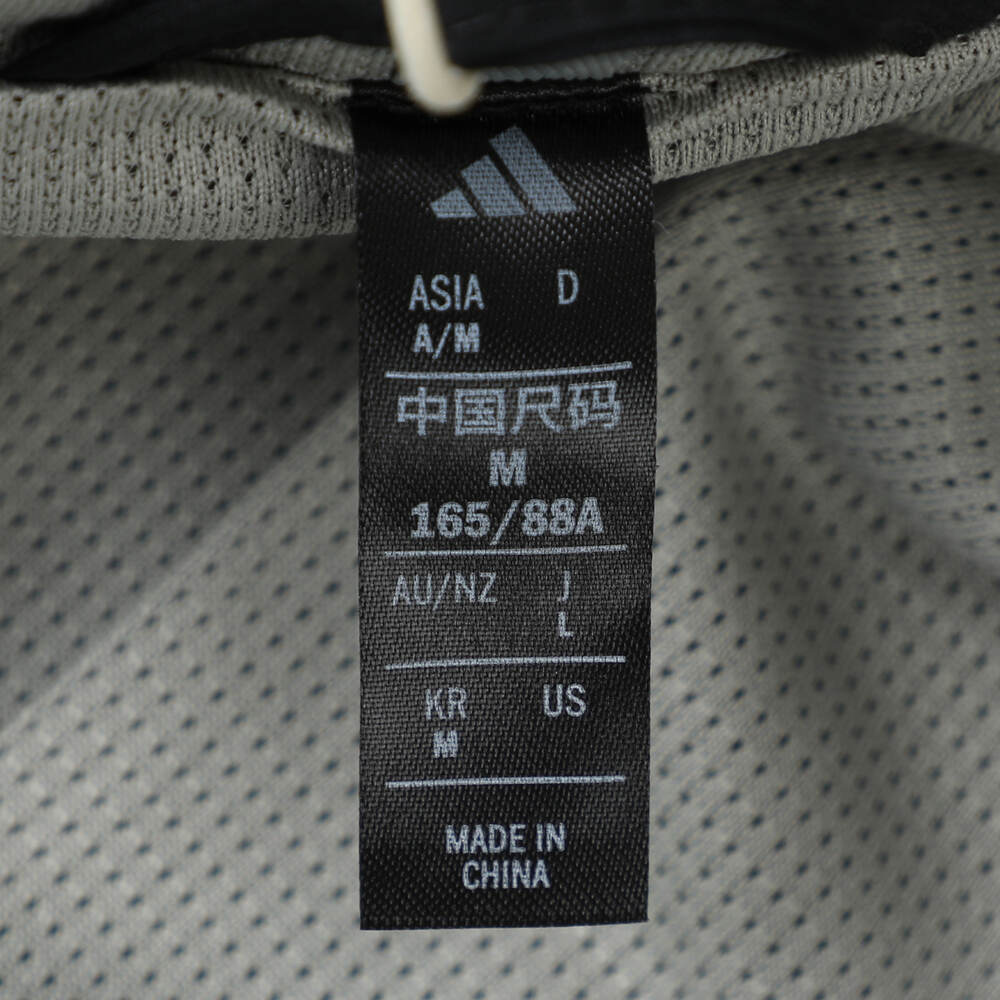 ASIA D
A/M
中国尺码
M
165/88A
AU/NZ J
L
KR US
M
MADE IN
CHINA